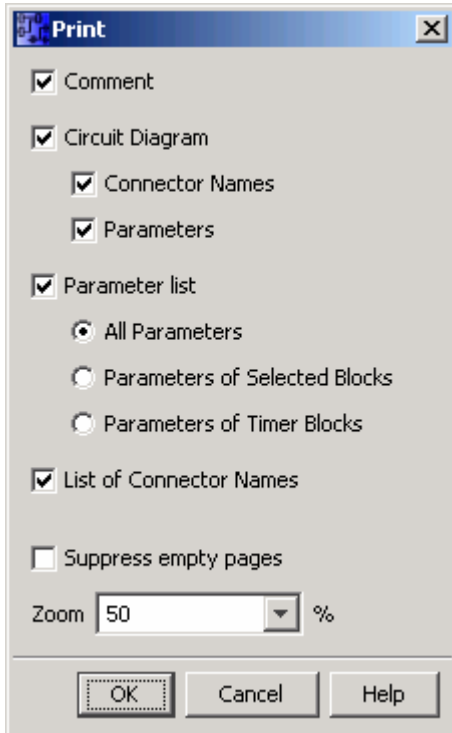 Print
Comment
Circuit Diagram
Connector Names
Parameters
Parameter list
All Parameters
Parameters of Selected Blocks
Parameters of Timer Blocks
List of Connector Names
Suppress empty pages
Zoom 50 %
OK Cancel Help